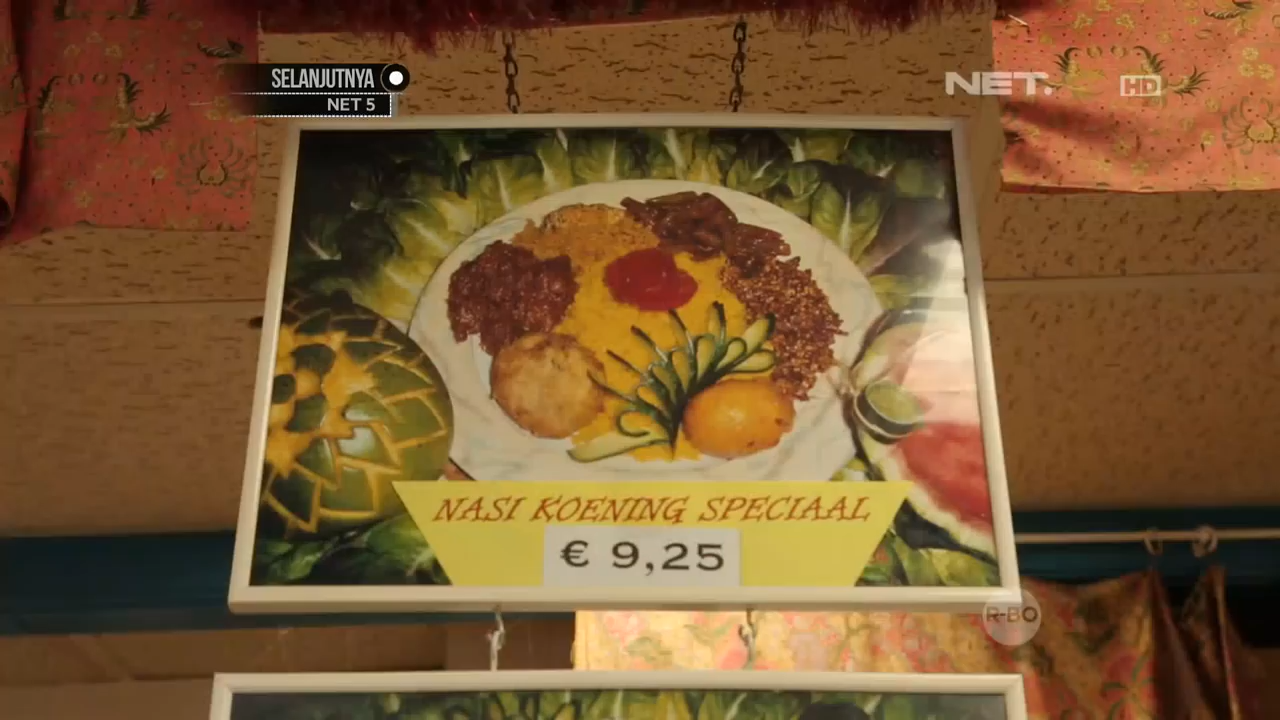 SELANJUTNYA
NET 5
NET.
HD
NASI KOENING SPECIAAL
€ 9,25
R-BO